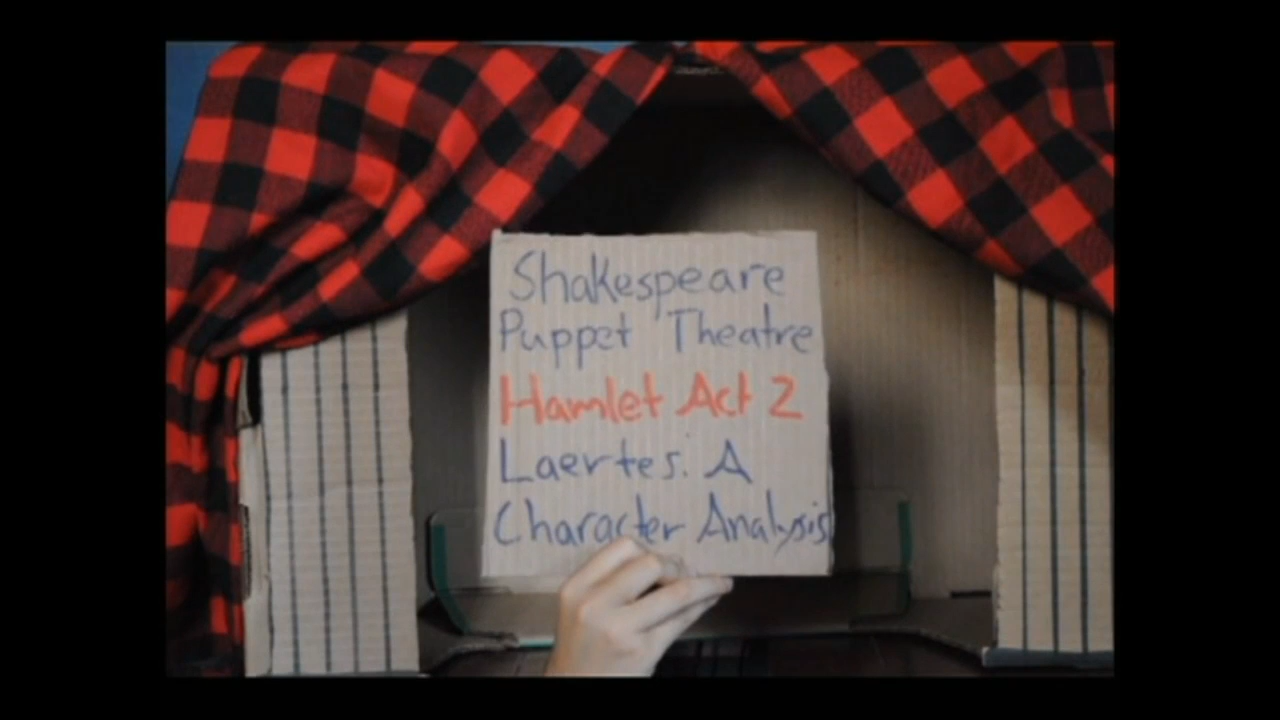 Shakespeare
Puppet Theatre
Hamlet Act 2
Laertes: A
Character Analysis